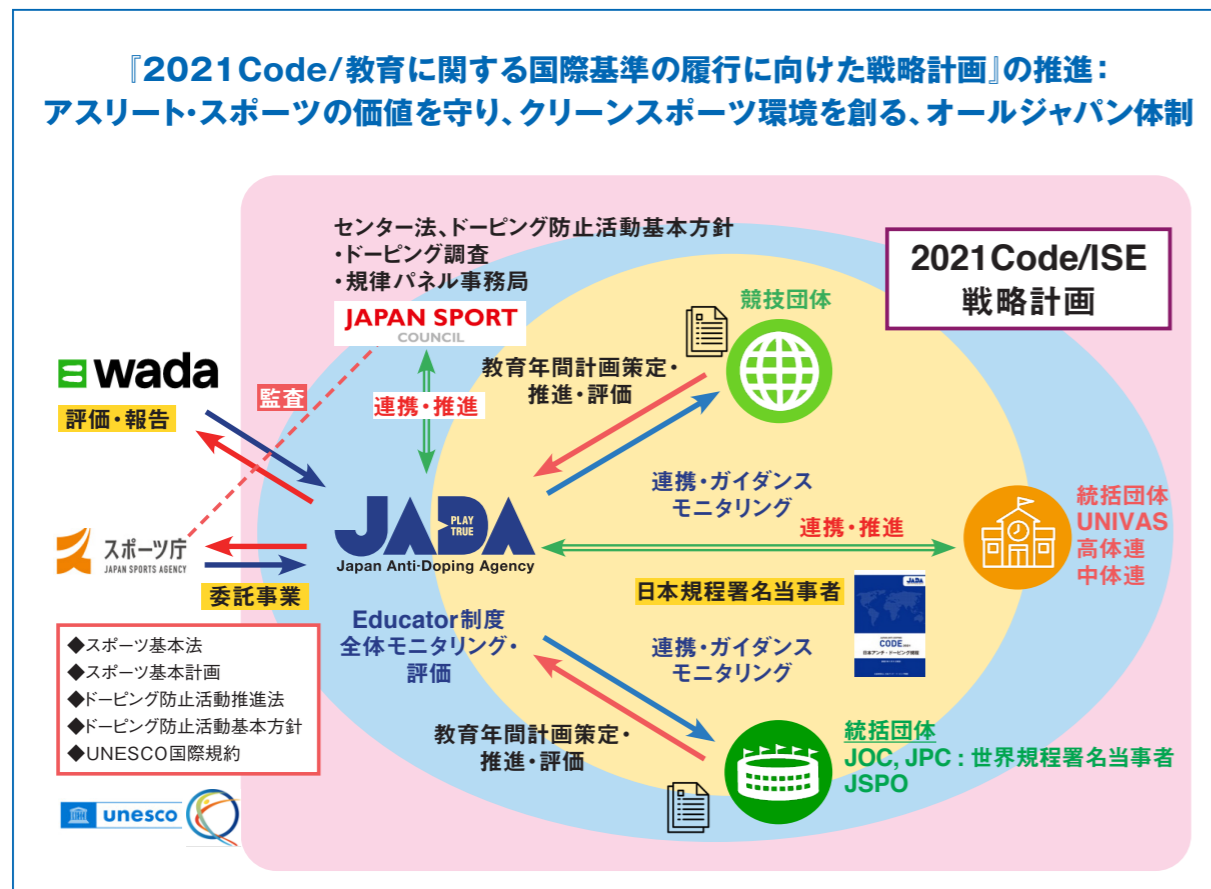 『2021Code/教育に関する国際基準の履行に向けた戦略計画』の推進：
アスリート・スポーツの価値を守り、クリーンスポーツ環境を創る、オールジャパン体制
センター法、ドーピング防止活動基本方針
・ドーピング調査
・規律パネル事務局
JAPAN SPORT
COUNCIL
2021Code/ISE
戦略計画
競技団体
wada
評価・報告
監査
連携・推進
教育年間計画策定・
推進・評価
連携・ガイダンス
モニタリング
JADA
PLAY
TRUE
Japan Anti-Doping Agency
連携・推進
統括団体
UNIVAS
高体連
中体連
スポーツ庁
JAPAN SPORTS AGENCY
委託事業
日本規程署名当事者
JADA
CODE
日本アンチ・ドーピング規程
Educator制度
全体モニタリング・
評価
連携・ガイダンス
モニタリング
◆スポーツ基本法
◆スポーツ基本計画
◆ドーピング防止活動推進法
◆ドーピング防止活動基本方針
◆UNESCO国際規約
教育年間計画策定・
推進・評価
統括団体
JOC, JPC : 世界規程署名当事者
JSPO
unesco